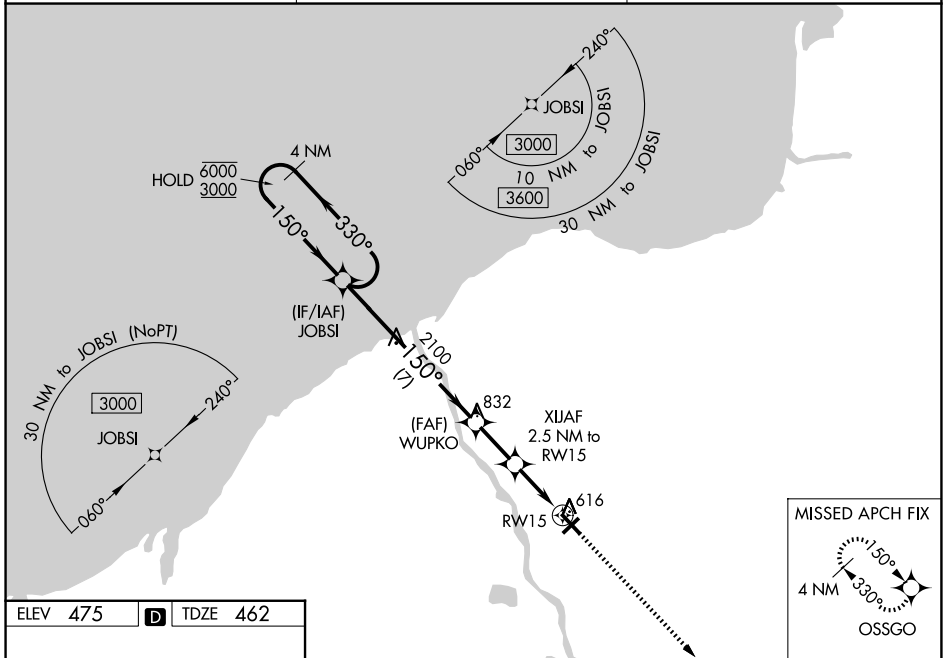 240°
JOBSI
3000
060°
10 NM to JOBSI
3600
30 NM to JOBSI
4 NM
HOLD 6000
3000
150°
330°
(IF/IAF)
JOBSI
2100
150°
(7)
30 NM to JOBSI (NoPT)
3000
240°
JOBSI
060°
832
(FAF)
WUPKO
XIJAF
2.5 NM to
RW15
616
RW15
MISSED APCH FIX
150°
4 NM
330°
OSSGO
ELEV 475 D TDZE 462